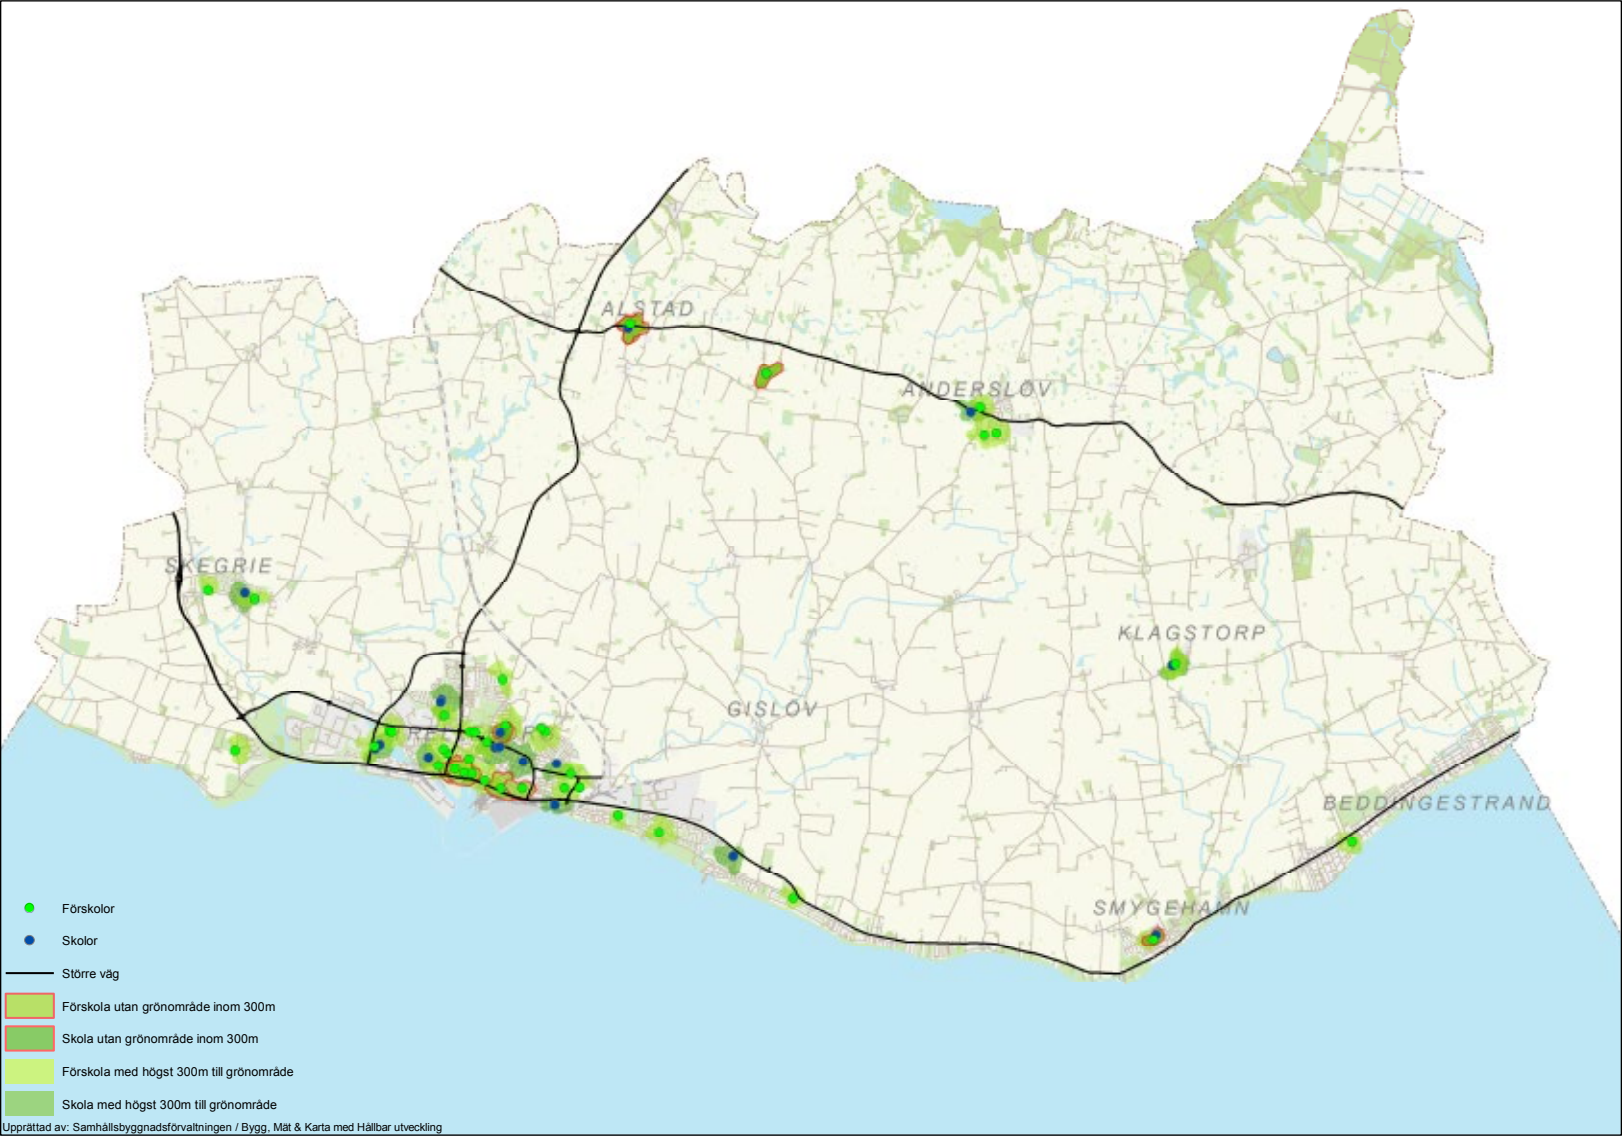 ALSTAD
ANDERSLÖV
SKEGRIE
KLAGSTORP
GISLÖV
BEDDINGESTRAND
SMYGEHAMN
Förskolor
Skolor
Större väg
Förskola utan grönområde inom 300m
Skola utan grönområde inom 300m
Förskola med högst 300m till grönområde
Skola med högst 300m till grönområde
Upprättad av: Samhällsbyggnadsförvaltningen / Bygg, Mät & Karta med Hållbar utveckling